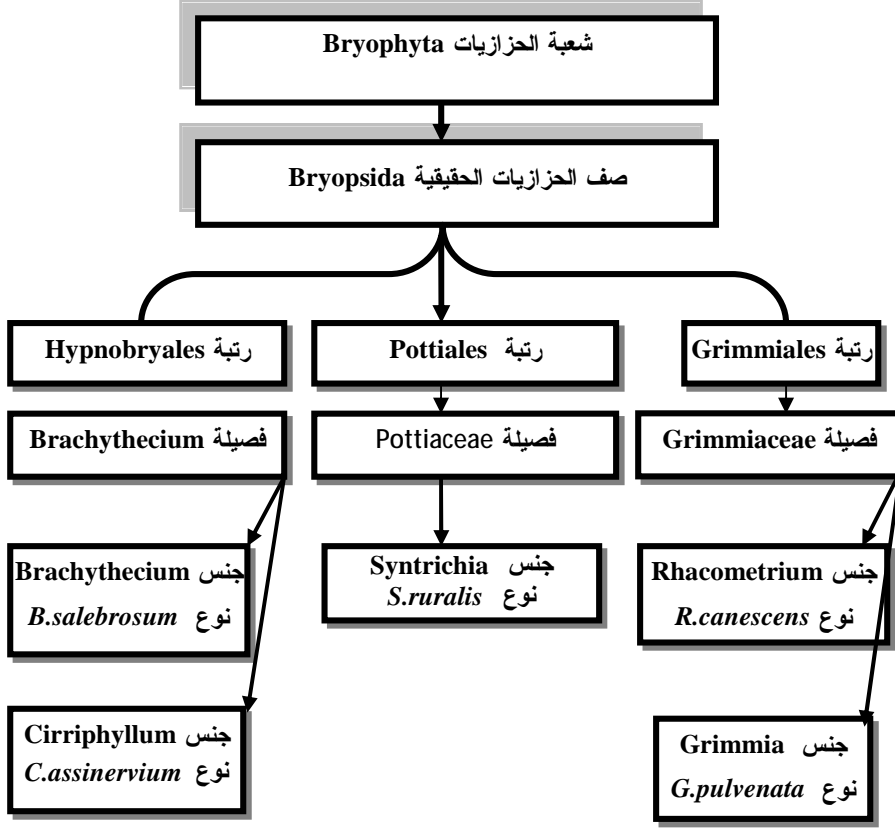 شعبة الحزازيات Bryophyta
صف الحزازيات الحقيقية Bryopsida
رتبة Grimmiales
رتبة Pottiales
رتبة Hypnobryales
فصيلة Grimmiaceae
فصيلة Pottiaceae
فصيلة Brachythecium
جنس Rhacometrium
نوع R.canescens
جنس Syntrichia
نوع S.ruralis
جنس Brachythecium
نوع B.salebrosum
جنس Grimmia
نوع G.pulvenata
جنس Cirriphyllum
نوع C.assinervium